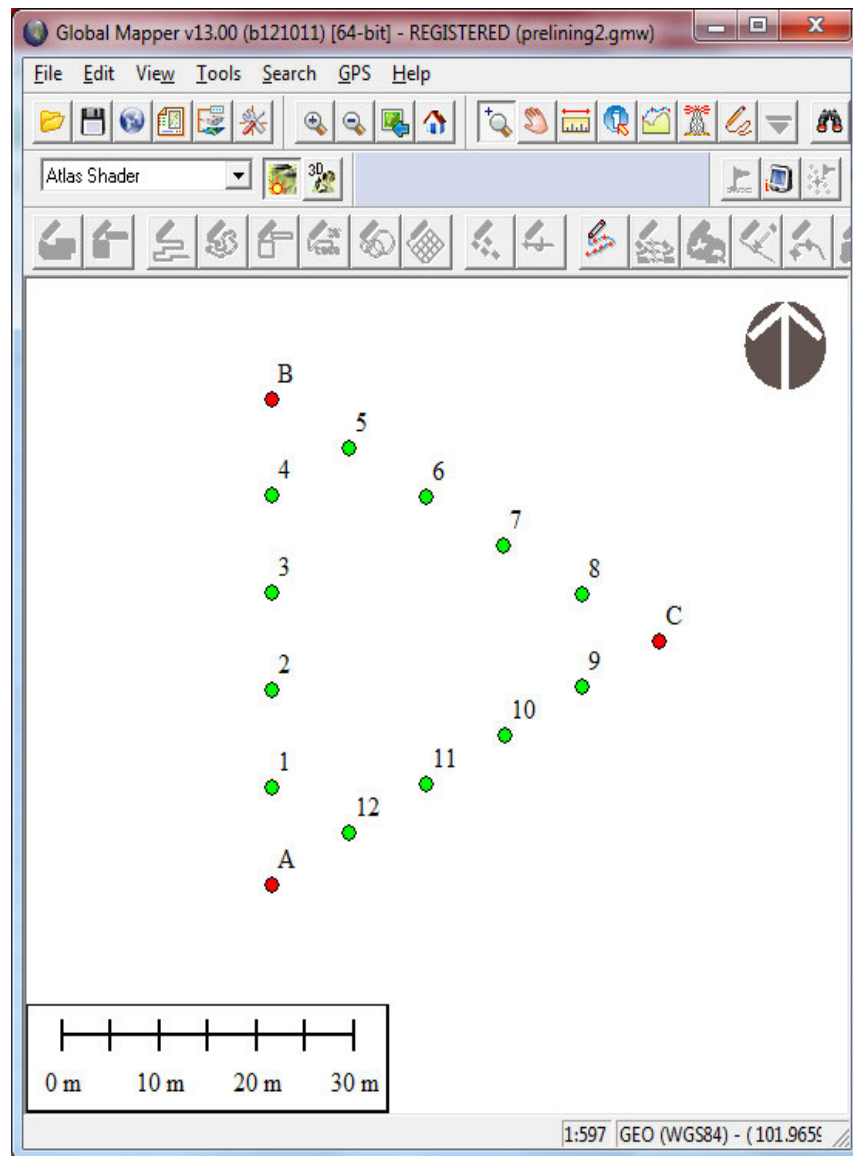 Global Mapper v13.00 (b121011) [64-bit] - REGISTERED (prelining2.gmw)
File Edit View Tools Search GPS Help
Atlas Shader
3D
B
5
4
6
7
3
8
C
2
9
10
1
11
12
A
0 m 10 m 20 m 30 m
1:597 GEO (WGS84) - ( 101.9659